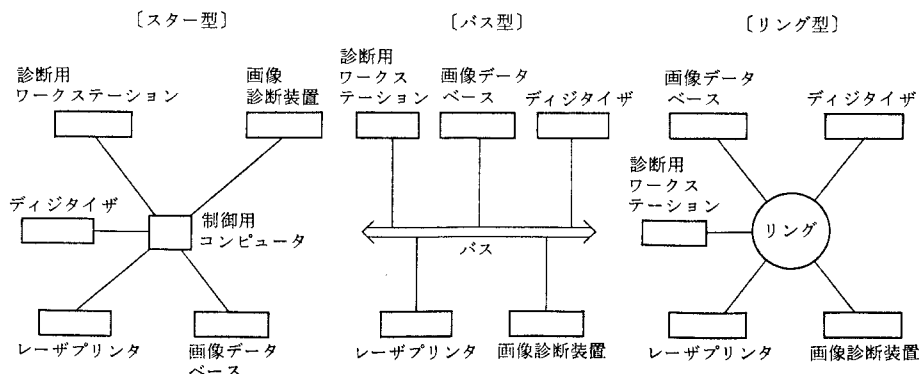 〔スター型〕
診断用
ワークステーション
画像
診断装置
ディジタイザ
制御用
コンピュータ
レーザプリンタ
画像データ
ベース
〔バス型〕
診断用
ワークス
テーション
画像データ
ベース
ディジタイザ
バス
レーザプリンタ
画像診断装置
〔リング型〕
画像データ
ベース
ディジタイザ
診断用
ワークス
テーション
リング
レーザプリンタ
画像診断装置